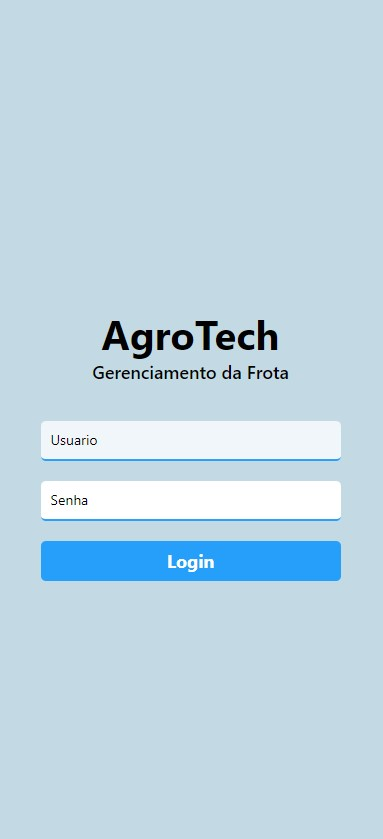 AgroTech
Gerenciamento da Frota
Usuario
Senha
Login